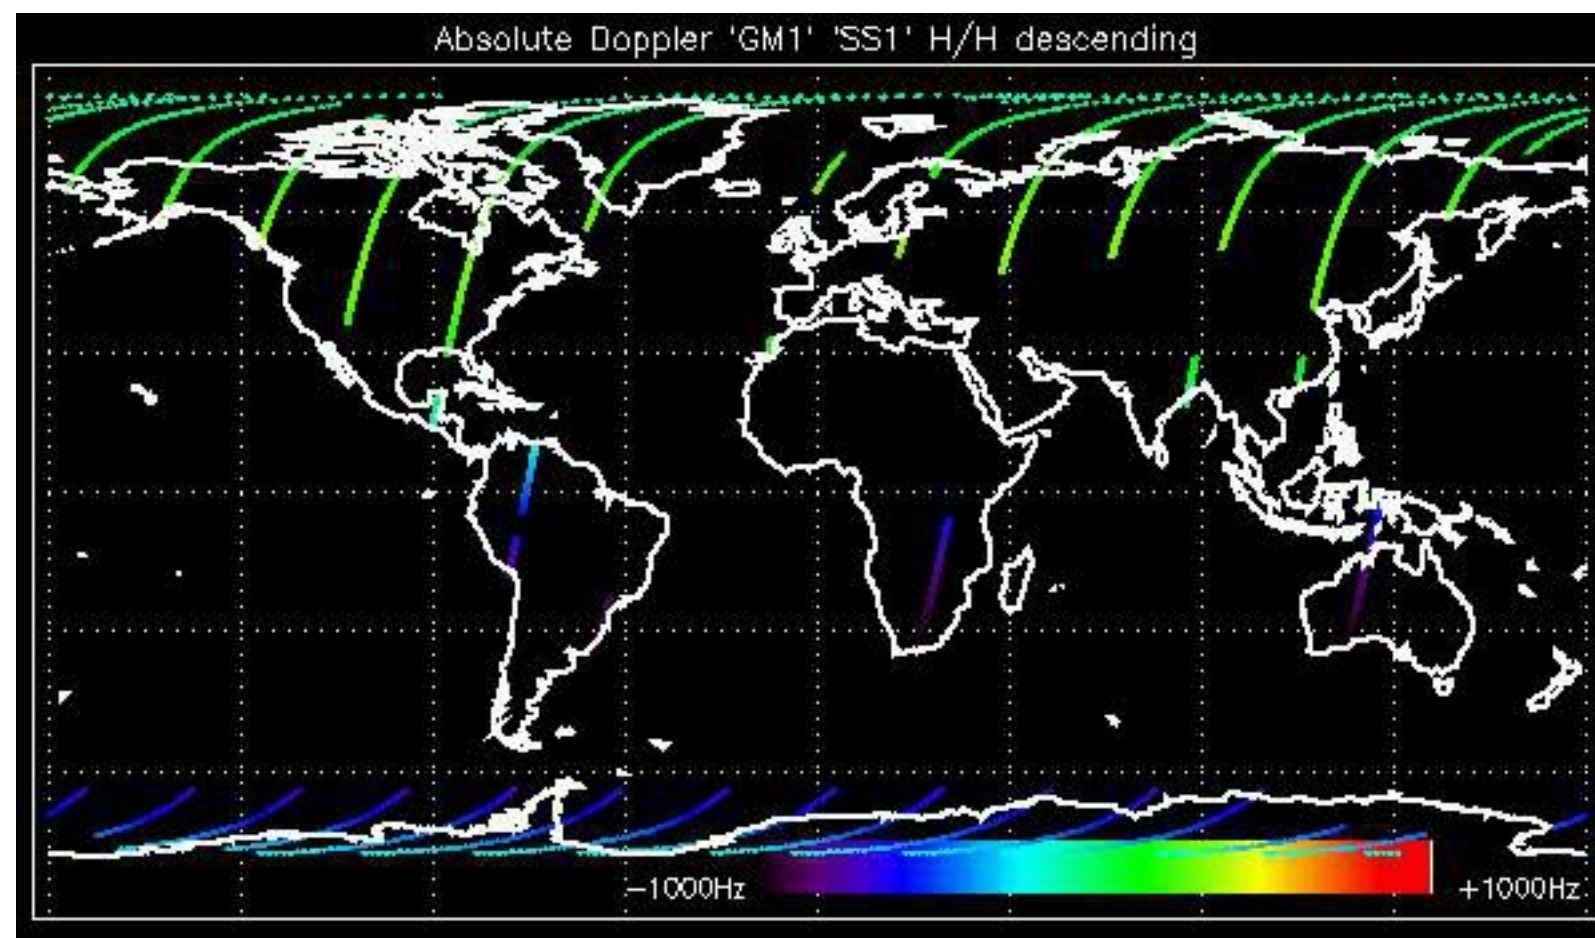 Absolute Doppler 'GM1' 'SS1' H/H descending
−1000Hz +1000Hz